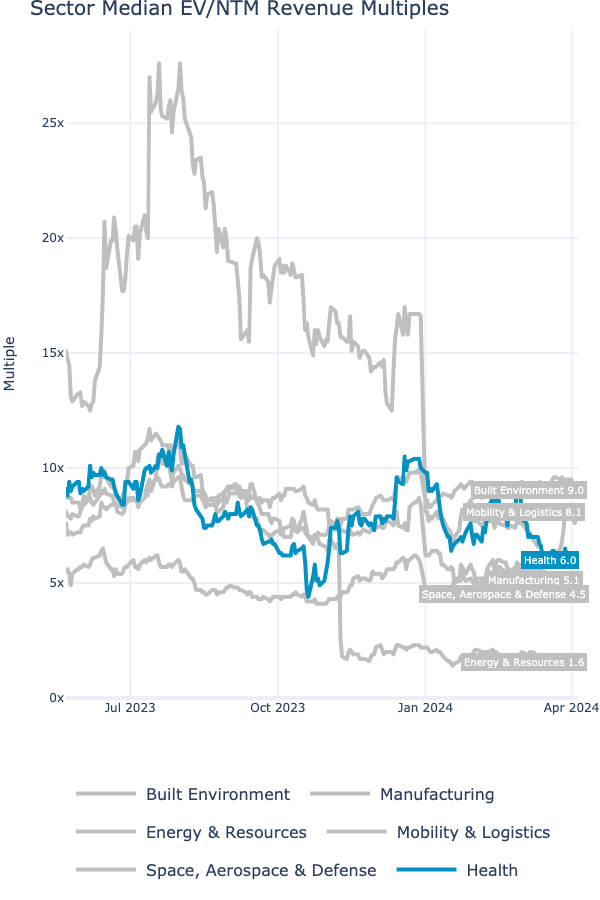 Sector Median EV/NTM Revenue Multiples
25x
20x
15x
10x
5x
0x
Multiple
Built Environment 9.0
Mobility & Logistics 8.1
Health 6.0
Manufacturing 5.1
Space, Aerospace & Defense 4.5
Energy & Resources 1.6
Jul 2023 Oct 2023 Jan 2024 Apr 2024
Built Environment Manufacturing
Energy & Resources Mobility & Logistics
Space, Aerospace & Defense Health